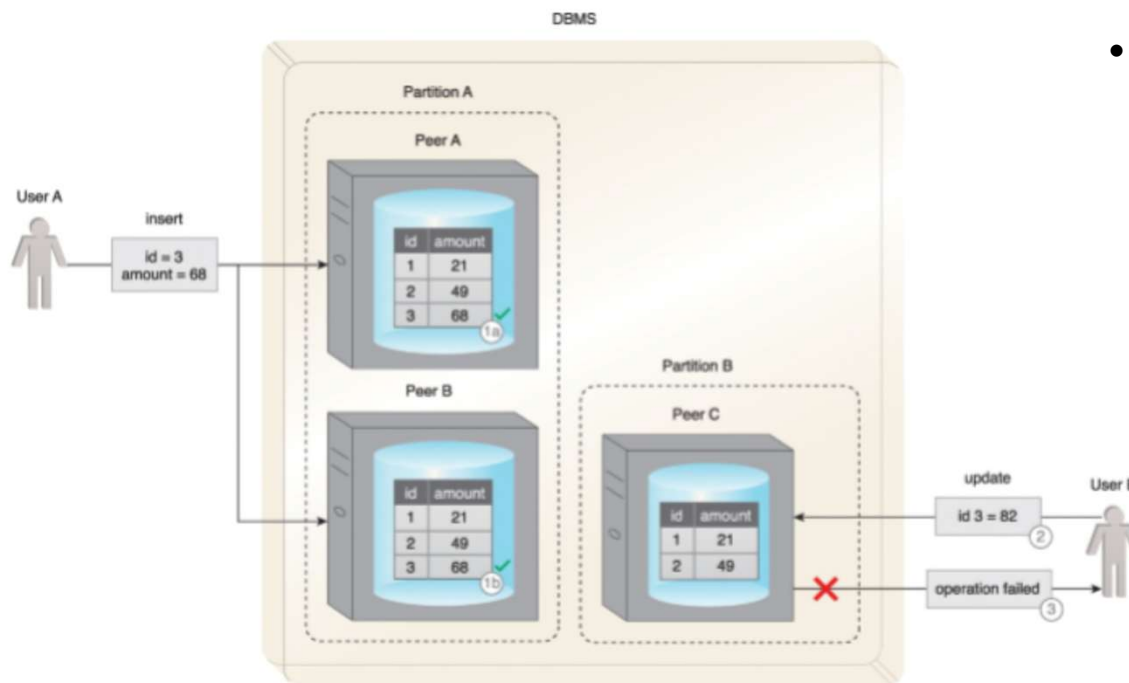 DBMS
Partition A
Peer A
User A
insert
id = 3
amount = 68
id amount
1 21
2 49
3 68
1a
Peer B
id amount
1 21
2 49
3 68
1b
Partition B
Peer C
id amount
1 21
2 49
update
id 3 = 82
2
User
operation failed
3